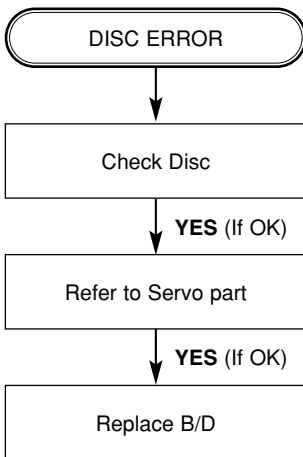 DISC ERROR
Check Disc
YES (If OK)
Refer to Servo part
YES (If OK)
Replace B/D